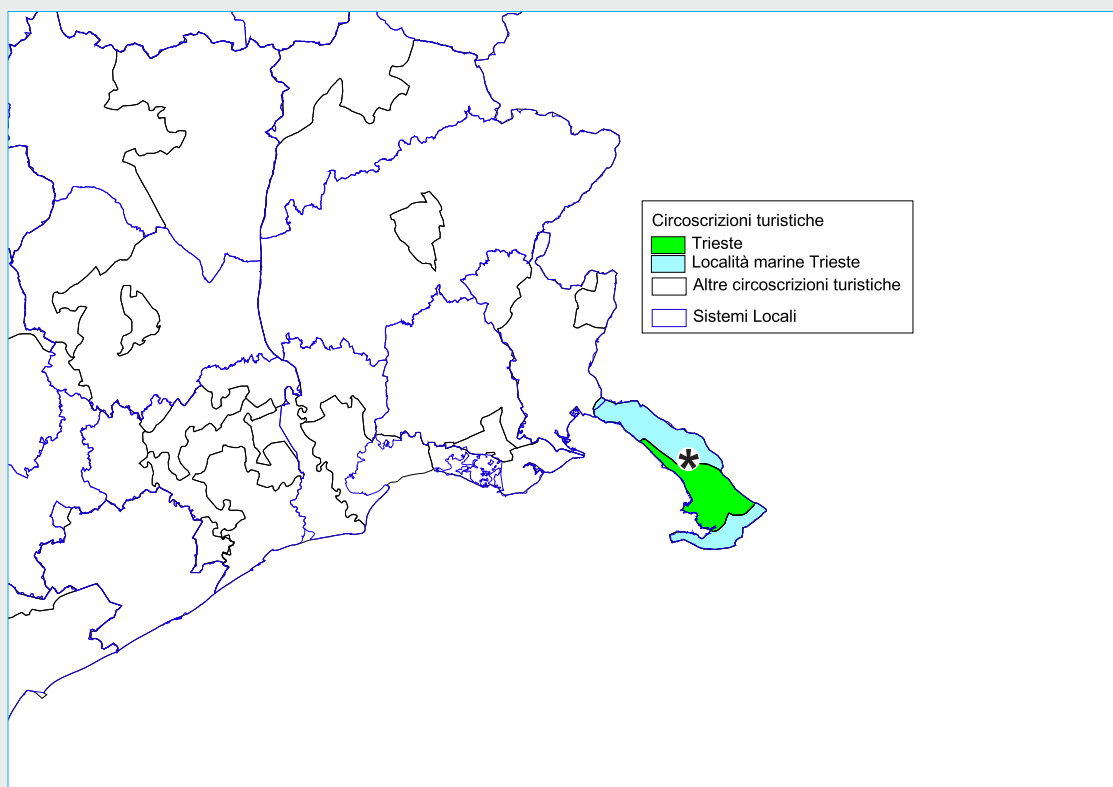 Circoscrizioni turistiche
Trieste
Località marine Trieste
Altre circoscrizioni turistiche
Sistemi Locali
*